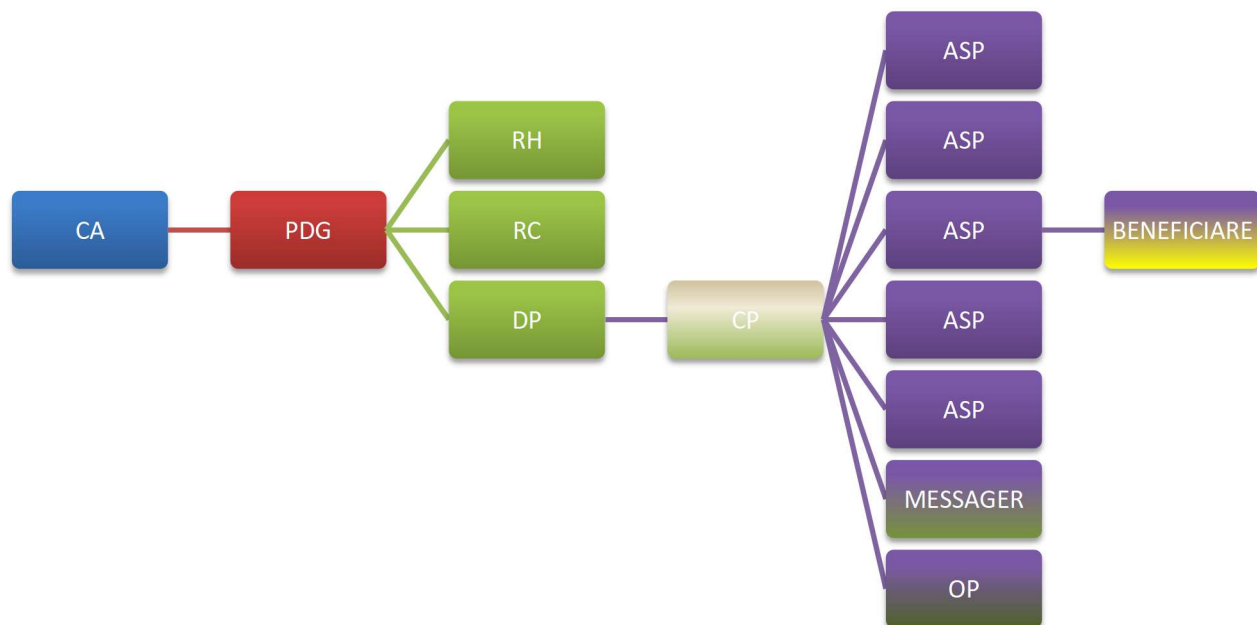 CA
PDG
RH
RC
DP
CP
ASP
ASP
ASP
ASP
ASP
MESSAGER
OP
BENEFICIARE